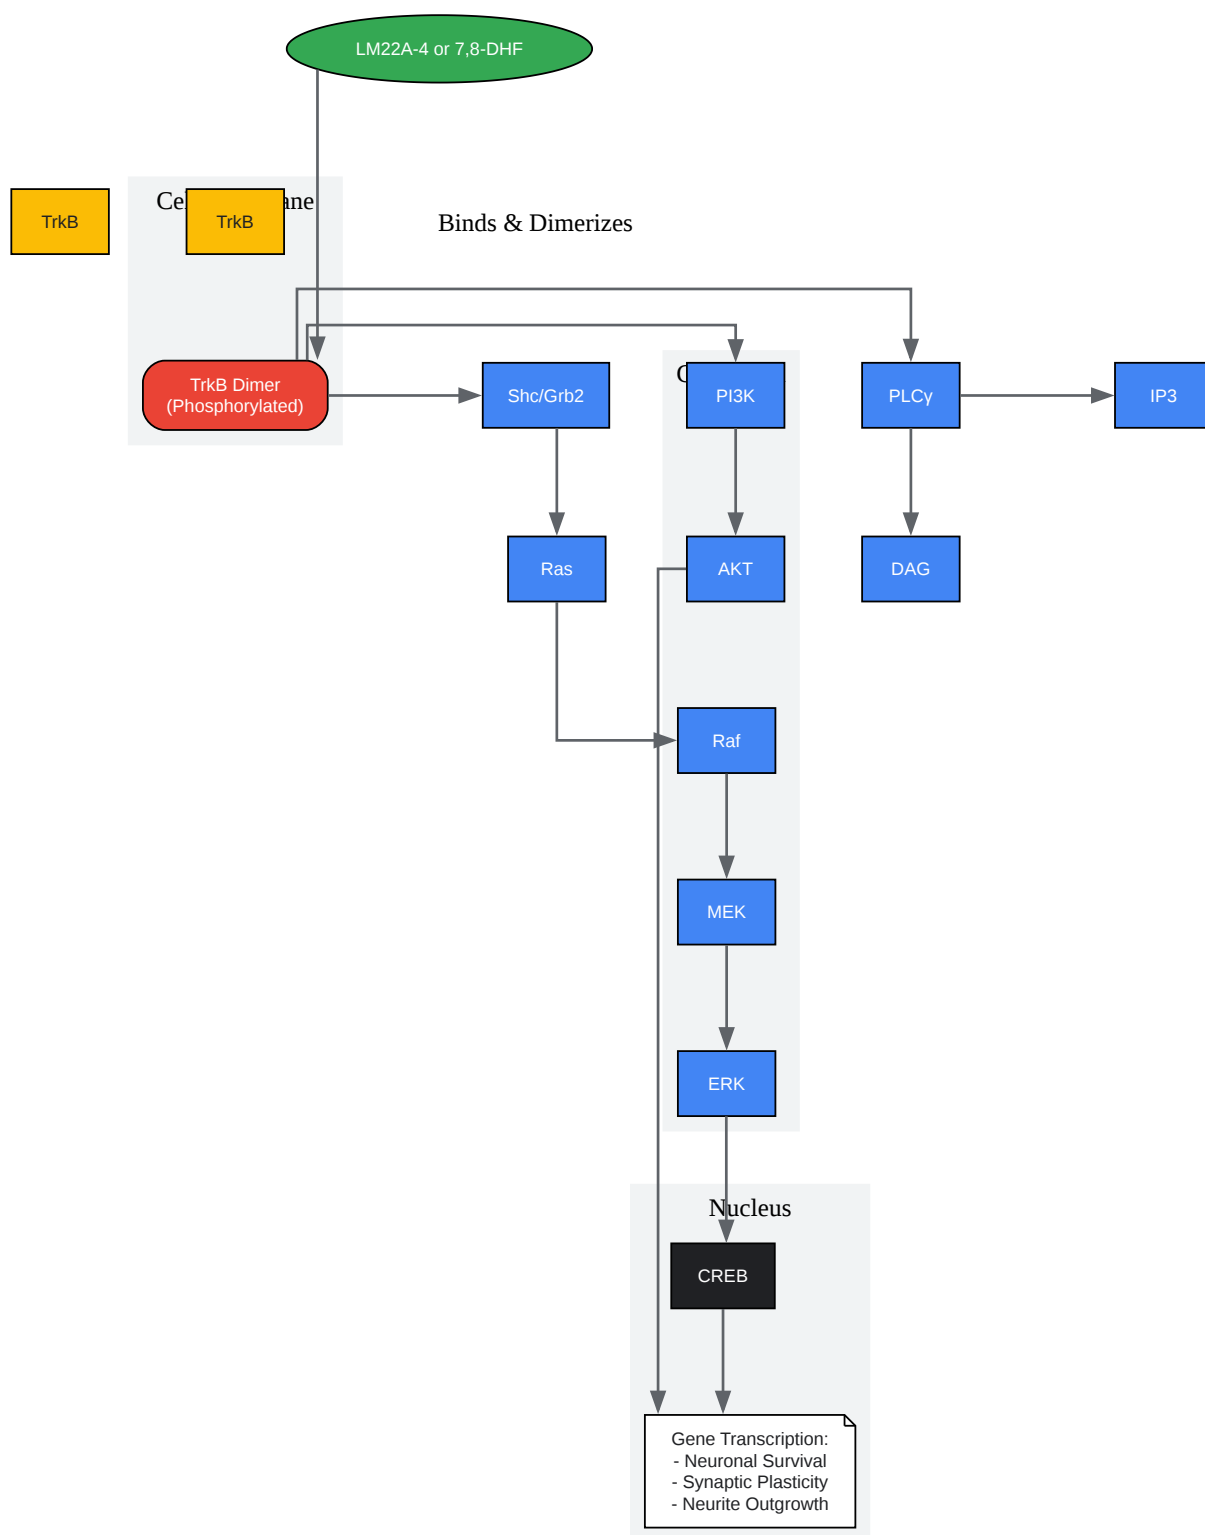 LM22A-4 or 7,8-DHF
TrkB
TrkB
Binds & Dimerizes
TrkB Dimer
(Phosphorylated)
Shc/Grb2
PI3K
PLCγ
IP3
Ras
AKT
DAG
Raf
MEK
ERK
Nucleus
CREB
Gene Transcription:
- Neuronal Survival
- Synaptic Plasticity
- Neurite Outgrowth